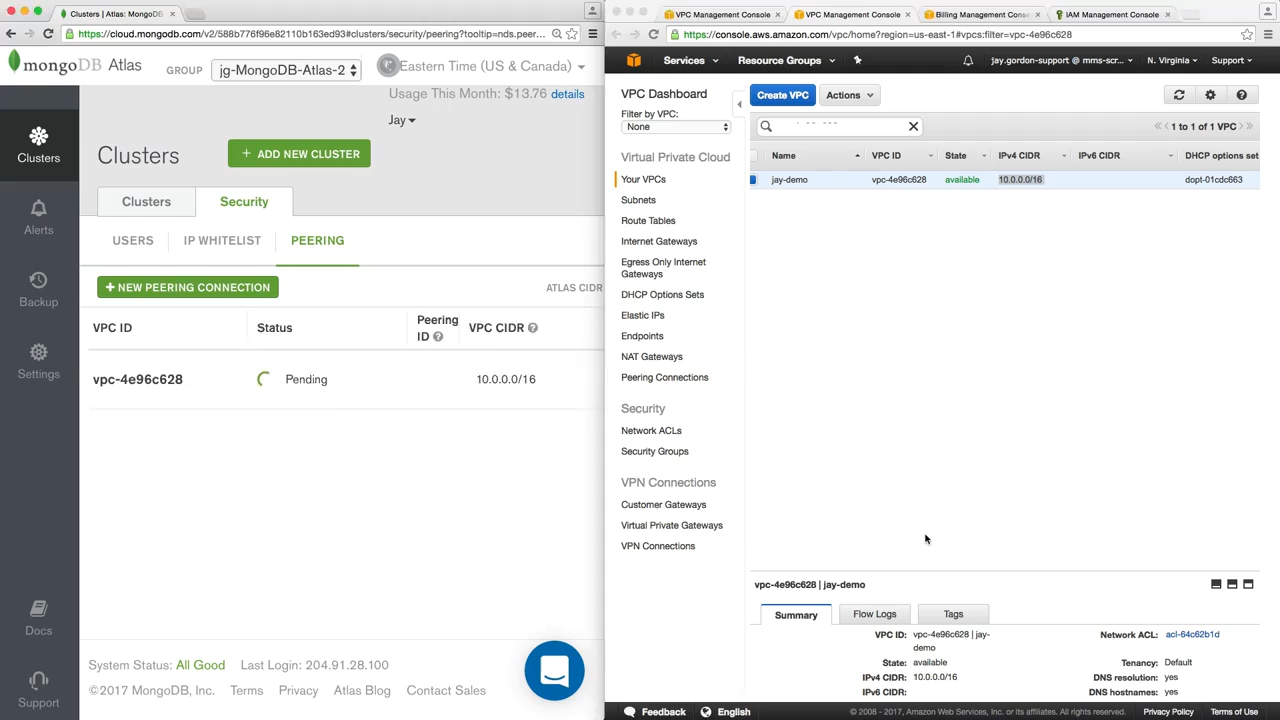 Clusters | Atlas: MongoDB
https://cloud.mongodb.com/v2/588b776f96e82110b163df93#clusters/security/peering?tooltip=nds.peer...
mongoDB Atlas
GROUP
jg-MongoDB-Atlas-2
Eastern Time (US & Canada)
Usage This Month: $13.76 details
Jay
Clusters
Alerts
Backup
Settings
Docs
Support
Clusters
+ ADD NEW CLUSTER
Clusters
Security
USERS
IP WHITELIST
PEERING
+ NEW PEERING CONNECTION
ATLAS CIDR
VPC ID
Status
Peering
ID
VPC CIDR
vpc-4e96c628
Pending
10.0.0.0/16
System Status: All Good
Last Login: 204.91.28.100
©2017 MongoDB, Inc.
Terms
Privacy
Atlas Blog
Contact Sales
VPC Management Console
VPC Management Console
Billing Management Con
IAM Management Console
https://console.aws.amazon.com/vpc/home?region=us-east-1#vpcs:filter=vpc-4e96c628
Services
Resource Groups
jay.gordon-support @ mms-scr...
N. Virginia
Support
VPC Dashboard
Filter by VPC:
None
Virtual Private Cloud
Your VPCs
Subnets
Route Tables
Internet Gateways
Egress Only Internet
Gateways
DHCP Options Sets
Elastic IPs
Endpoints
NAT Gateways
Peering Connections
Security
Network ACLs
Security Groups
VPN Connections
Customer Gateways
Virtual Private Gateways
VPN Connections
Create VPC
Actions
1 to 1 of 1 VPC
Name
VPC ID
State
IPv4 CIDR
IPv6 CIDR
DHCP options set
jay-demo
vpc-4e96c628
available
10.0.0.0/16
dopt-01cdc663
vpc-4e96c628 | jay-demo
Summary
Flow Logs
Tags
VPC ID: vpc-4e96c628 | jay-
demo
State: available
IPv4 CIDR: 10.0.0.0/16
IPv6 CIDR:
Network ACL: acl-64c62b1d
Tenancy: Default
DNS resolution: yes
DNS hostnames: yes
Feedback
English
© 2008 - 2017, Amazon Web Services, Inc. or its affiliates. All rights reserved.
Privacy Policy
Terms of Use